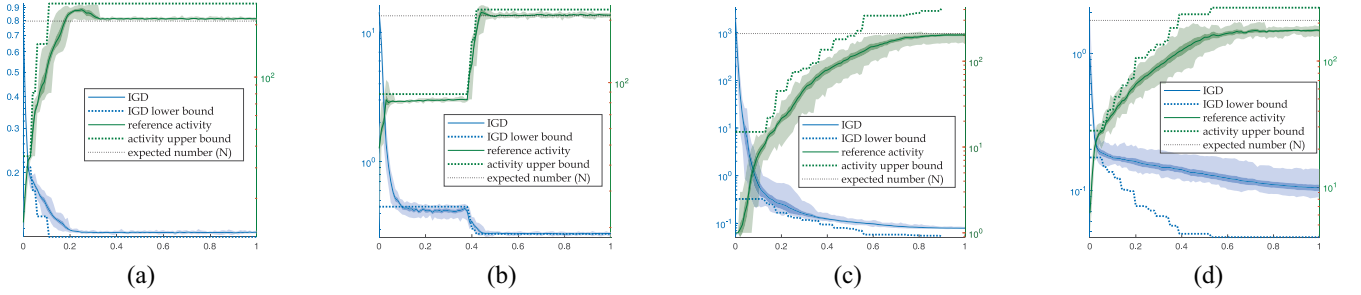 0.9
0.8
0.7
0.6
0.5
0.4
0.3
0.2
10²
0 0.2 0.4 0.6 0.8 1
IGD
IGD lower bound
reference activity
activity upper bound
expected number (N)
(a)
10¹
10⁰
10²
0 0.2 0.4 0.6 0.8 1
IGD
IGD lower bound
reference activity
activity upper bound
expected number (N)
(b)
10³
10²
10¹
10⁰
10⁻¹
10²
10¹
10⁰
0 0.2 0.4 0.6 0.8 1
IGD
IGD lower bound
reference activity
activity upper bound
expected number (N)
(c)
10⁰
10⁻¹
10²
10¹
0 0.2 0.4 0.6 0.8 1
IGD
IGD lower bound
reference activity
activity upper bound
expected number (N)
(d)